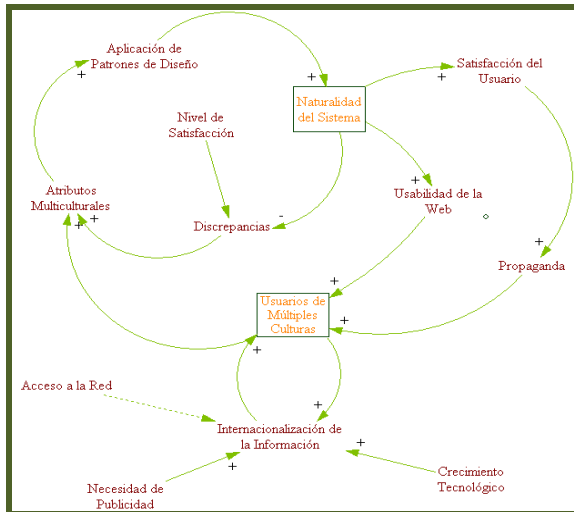 Aplicación de
Patrones de Diseño
+
+
Satisfacción del
Usuario
+
Naturalidad
del Sistema
Nivel de
Satisfacción
Atributos
Multiculturales
+
+
Discrepancias
-
+
Usabilidad de la
Web
+
Propaganda
+
Usuarios de
Múltiples
Culturas
+
+
Acceso a la Red
+
Internacionalización de
la Información
+
+
Necesidad de
Publicidad
Crecimiento
Tecnológico